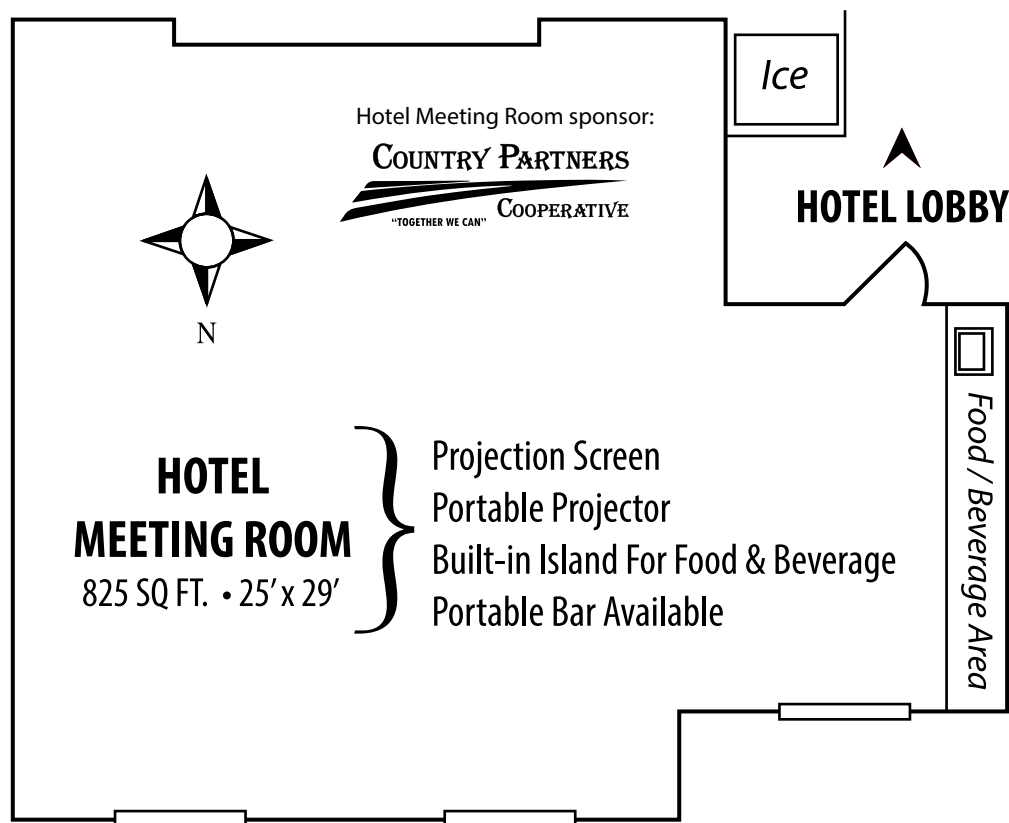 Ice
Hotel Meeting Room sponsor:
COUNTRY PARTNERS
COOPERATIVE
“TOGETHER WE CAN”
HOTEL LOBBY
N
Food / Beverage Area
HOTEL
MEETING ROOM
825 SQ FT. • 25’ x 29’
Projection Screen
Portable Projector
Built-in Island For Food & Beverage
Portable Bar Available